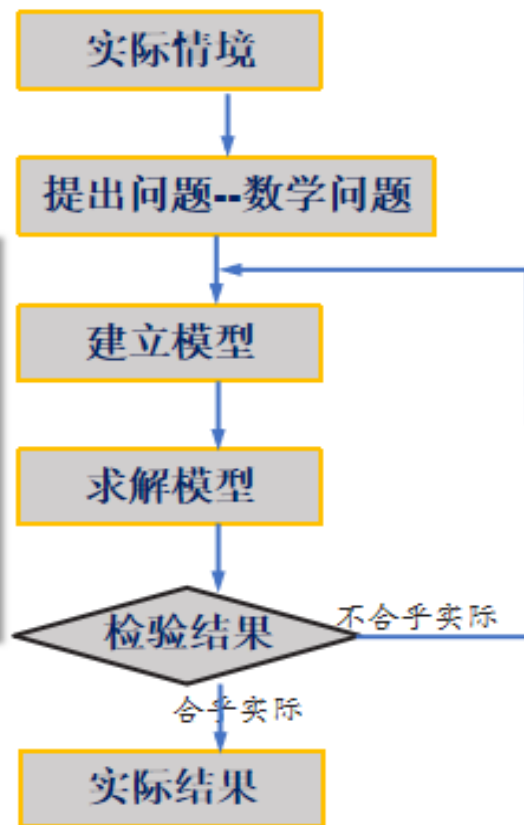 实际情境
提出问题--数学问题
建立模型
求解模型
检验结果
不合乎实际
合乎实际
实际结果